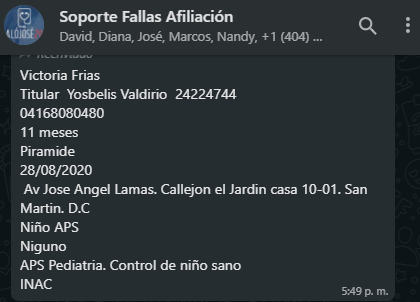 Soporte Fallas Afiliación
David, Diana, José, Marcos, Nandy, +1 (404) ...
ALÓJOSÉ
Reenviado
Victoria Frias
Titular Yosbelis Valdirio 24224744
04168080480
11 meses
Piramide
28/08/2020
Av Jose Angel Lamas. Callejon el Jardin casa 10-01. San
Martin. D.C
Niño APS
Niguno
APS Pediatria. Control de niño sano
INAC
5:49 p. m.